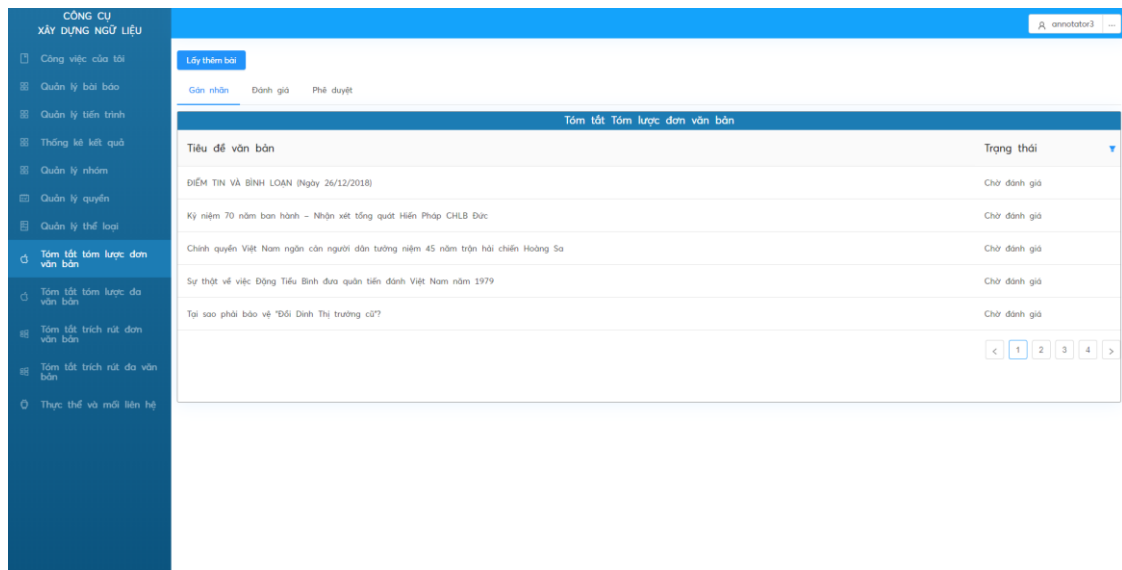 CÔNG CỤ
XÂY DỰNG NGỮ LIỆU
annotator3
Công việc của tôi
Quản lý bài báo
Quản lý tiến trình
Thống kê kết quả
Quản lý nhóm
Quản lý quyền
Quản lý thể loại
Tóm tắt tóm lược đơn
văn bản
Tóm tắt tóm lược đa
văn bản
Tóm tắt trích rút đơn
văn bản
Tóm tắt trích rút đa văn
bản
Thực thể và mối liên hệ
Lấy thêm bài
Gán nhãn Đánh giá Phê duyệt
Tóm tắt Tóm lược đơn văn bản
Tiêu đề văn bản Trạng thái
ĐIỂM TIN VÀ BÌNH LOẠN (Ngày 26/12/2018) Chờ đánh giá
Kỷ niệm 70 năm ban hành – Nhận xét tổng quát Hiến Pháp CHLB Đức Chờ đánh giá
Chính quyền Việt Nam ngăn cản người dân tưởng niệm 45 năm trận hải chiến Hoàng Sa Chờ đánh giá
Sự thật về việc Đặng Tiểu Bình đưa quân tiến đánh Việt Nam năm 1979 Chờ đánh giá
Tại sao phải bảo vệ "Đồi Dinh Thị trưởng cũ"? Chờ đánh giá
< 1 2 3 4 >